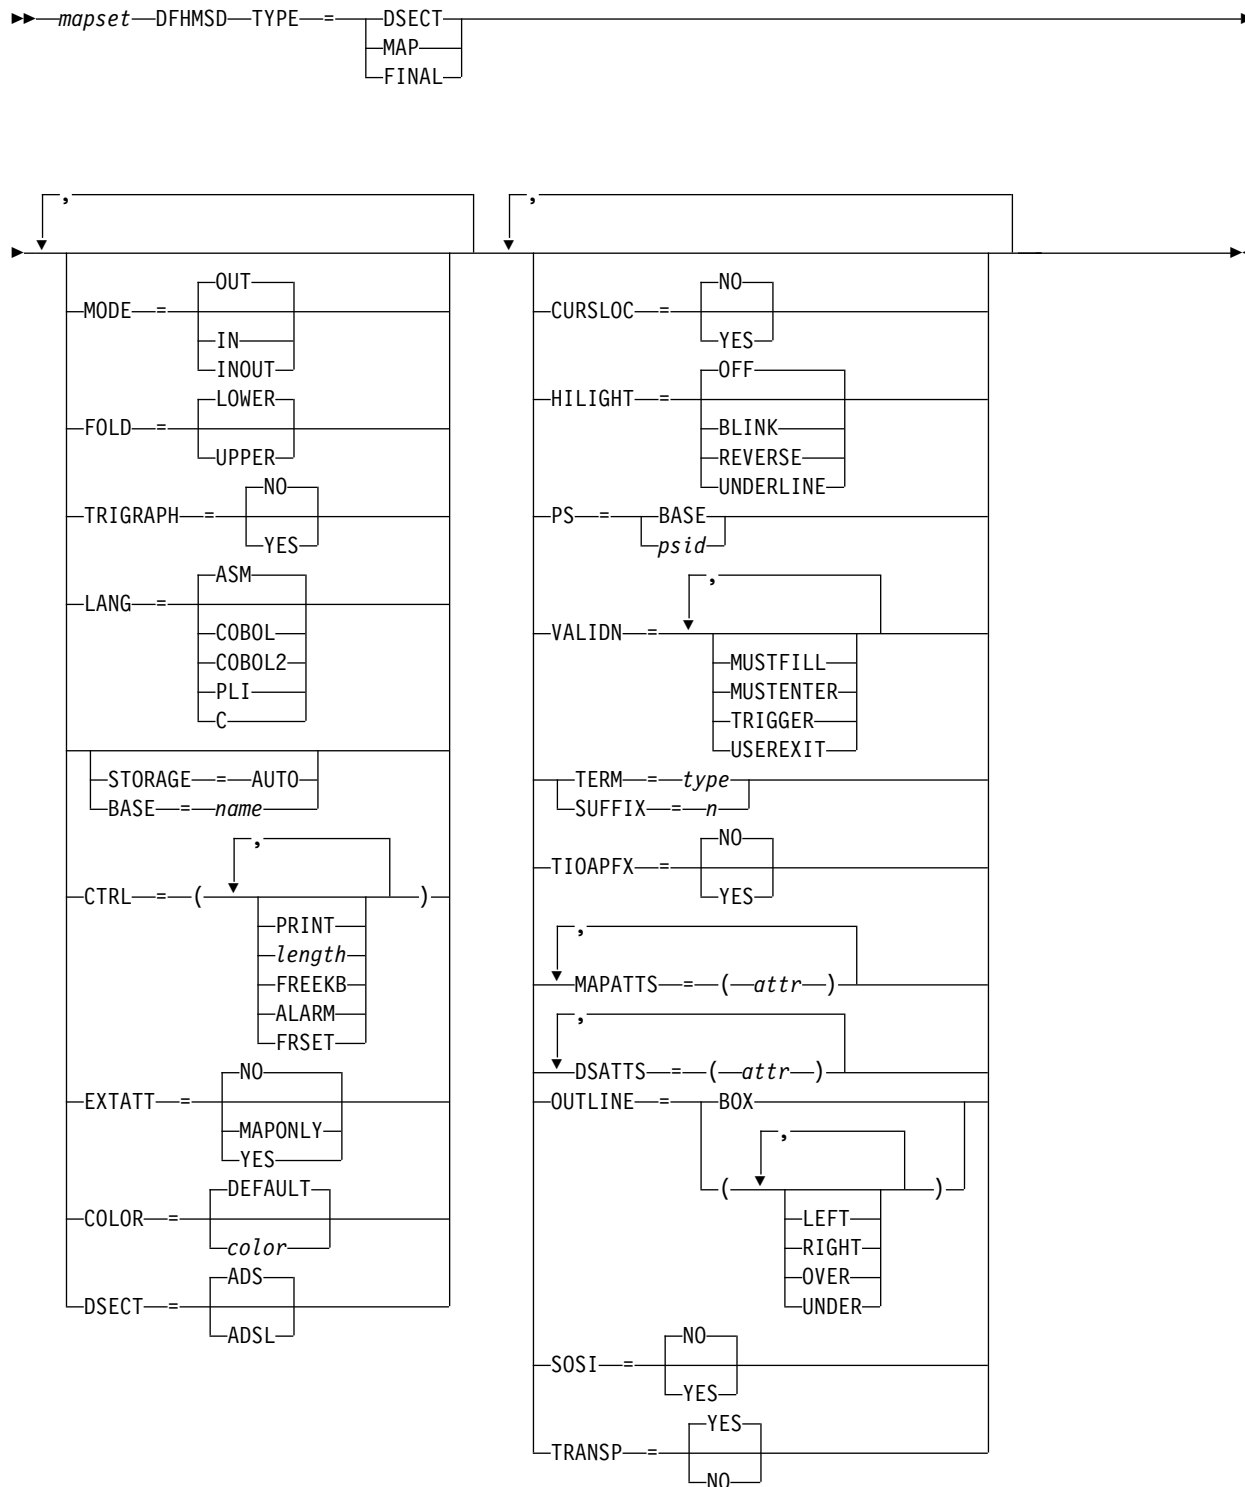 mapset DFHMSD TYPE = DSECT
MAP
FINAL
,
MODE = OUT
IN
INOUT
FOLD = LOWER
UPPER
TRIGRAPH = NO
YES
LANG = ASM
COBOL
COBOL2
PLI
C
STORAGE = AUTO
BASE = name
CTRL = ( , )
PRINT
length
FREEKB
ALARM
FRSET
EXTATT = NO
MAPONLY
YES
COLOR = DEFAULT
color
DSECT = ADS
ADSL
,
CURSLOC = NO
YES
HILIGHT = OFF
BLINK
REVERSE
UNDERLINE
PS = BASE
psid
VALIDN = ,
MUSTFILL
MUSTENTER
TRIGGER
USEREXIT
TERM = type
SUFFIX = n
TIOAPFX = NO
YES
,
MAPATTS = ( attr )
,
DSATTS = ( attr )
OUTLINE = BOX
( , )
LEFT
RIGHT
OVER
UNDER
SOSI = NO
YES
TRANSP = YES
NO